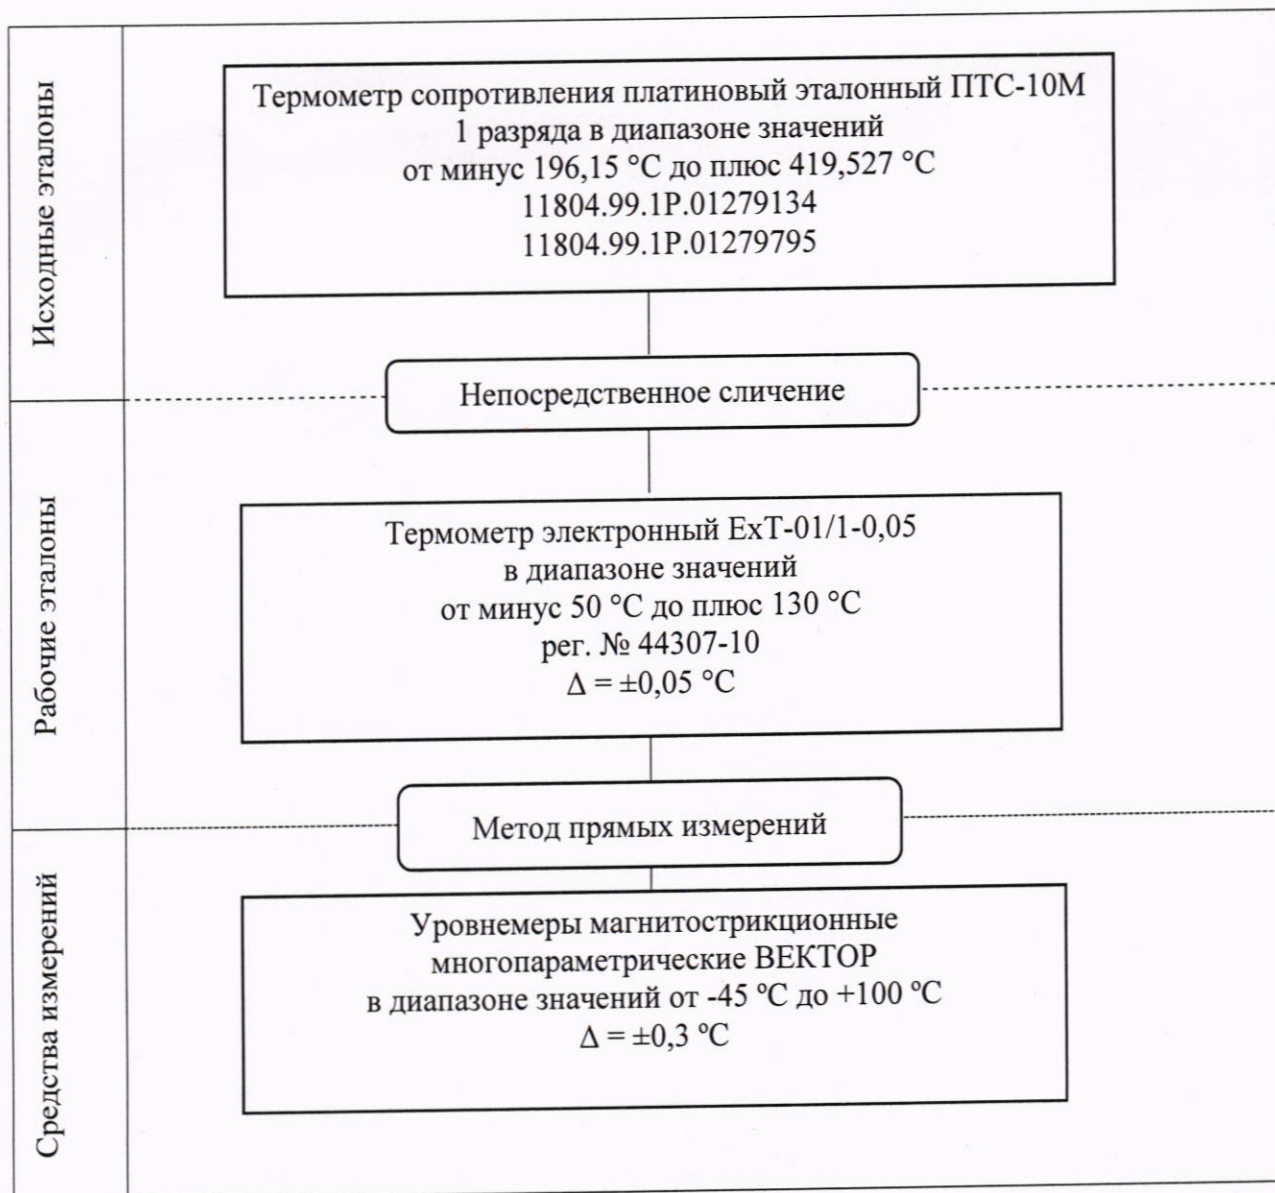 Исходные эталоны
Термометр сопротивления платиновый эталонный ПТС-10М
1 разряда в диапазоне значений
от минус 196,15 °С до плюс 419,527 °С
11804.99.1Р.01279134
11804.99.1Р.01279795
Непосредственное сличение
Рабочие эталоны
Термометр электронный ExT-01/1-0,05
в диапазоне значений
от минус 50 °С до плюс 130 °С
рег. № 44307-10
Δ = ±0,05 °С
Метод прямых измерений
Средства измерений
Уровнемеры магнитострикционные
многопараметрические ВЕКТОР
в диапазоне значений от -45 ºС до +100 ºС
Δ = ±0,3 ºС